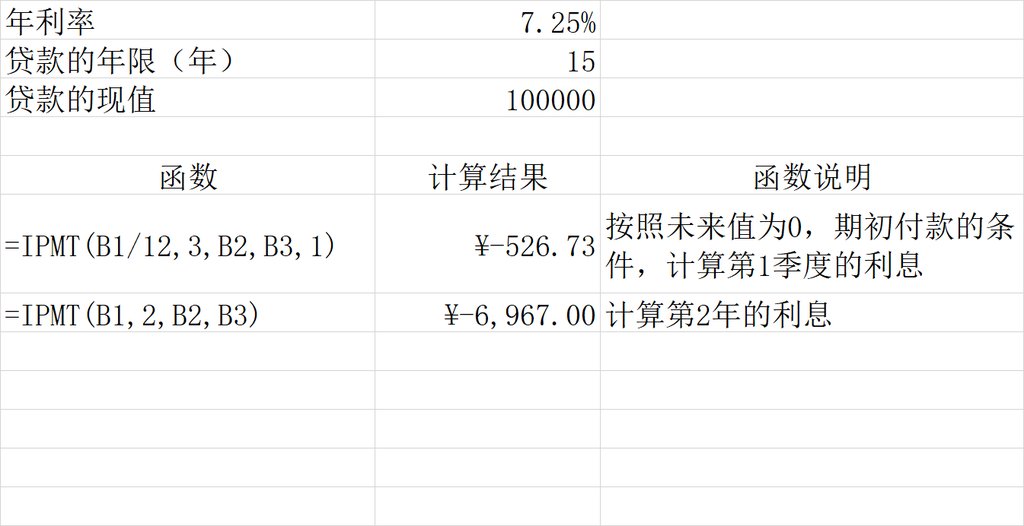 年利率 7.25%
贷款的年限（年） 15
贷款的现值 100000
函数 计算结果 函数说明
=IPMT(B1/12,3,B2,B3,1) ¥-526.73 按照未来值为0，期初付款的条
件，计算第1季度的利息
=IPMT(B1,2,B2,B3) ¥-6,967.00 计算第2年的利息